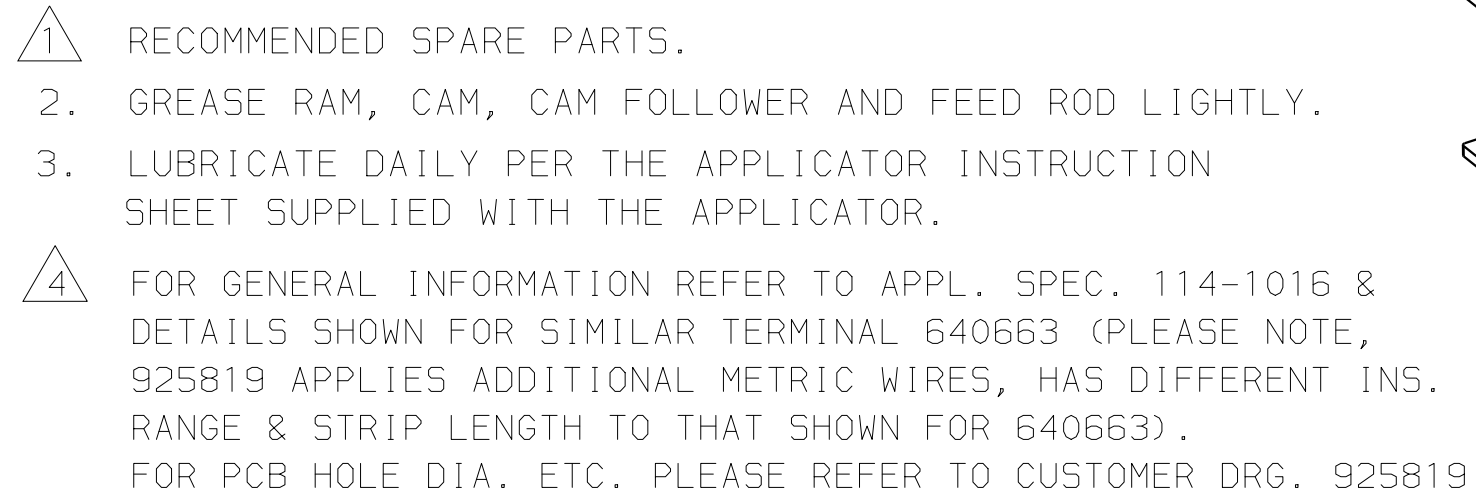 1 RECOMMENDED SPARE PARTS.
2. GREASE RAM, CAM, CAM FOLLOWER AND FEED ROD LIGHTLY.
3. LUBRICATE DAILY PER THE APPLICATOR INSTRUCTION
SHEET SUPPLIED WITH THE APPLICATOR.
4 FOR GENERAL INFORMATION REFER TO APPL. SPEC. 114-1016 &
DETAILS SHOWN FOR SIMILAR TERMINAL 640663 (PLEASE NOTE,
925819 APPLIES ADDITIONAL METRIC WIRES, HAS DIFFERENT INS.
RANGE & STRIP LENGTH TO THAT SHOWN FOR 640663).
FOR PCB HOLE DIA. ETC. PLEASE REFER TO CUSTOMER DRG. 925819